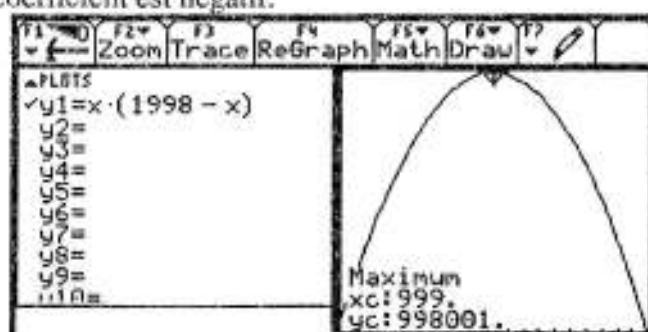 coefficient est négatif.
F1 F2 Zoom F3 Trace F4 ReGraph F5 Math F6 Draw F7
PLOTS
✓y1=x·(1998 - x)
y2=
y3=
y4=
y5=
y6=
y7=
y8=
y9=
y10=
Maximum
xc:999.
yc:998001.